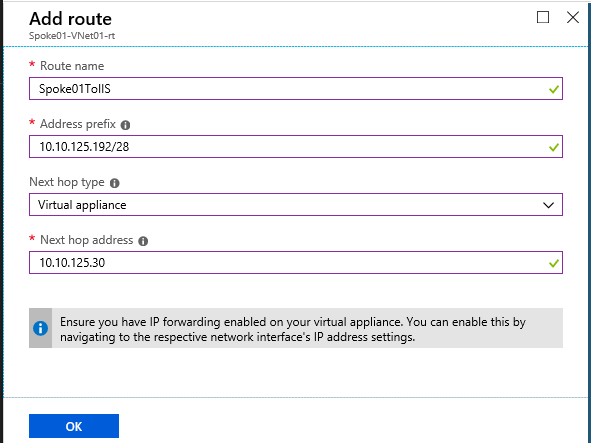 Add route
Spoke01-VNet01-rt
* Route name
Spoke01ToIIS
* Address prefix
10.10.125.192/28
Next hop type
Virtual appliance
* Next hop address
10.10.125.30
Ensure you have IP forwarding enabled on your virtual appliance. You can enable this by
navigating to the respective network interface's IP address settings.
OK